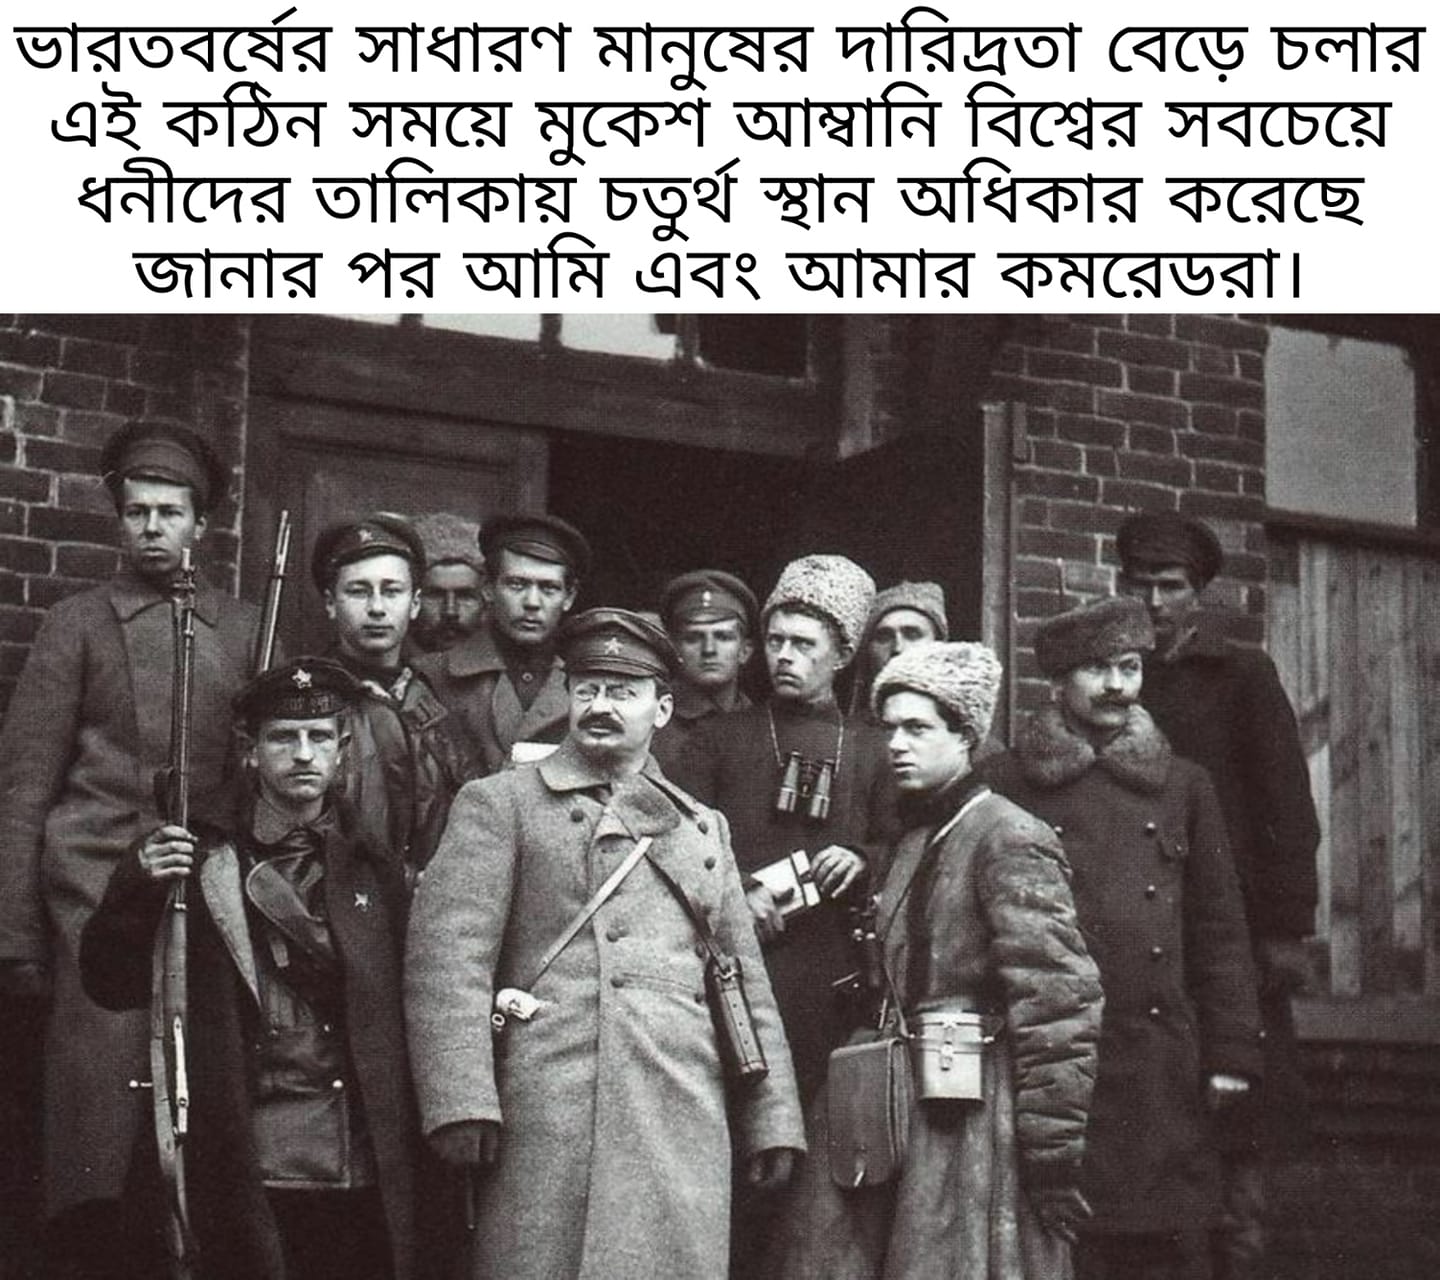 ভারতবর্ষের সাধারণ মানুষের দারিদ্রতা বেড়ে চলার
এই কঠিন সময়ে মুকেশ আম্বানি বিশ্বের সবচেয়ে
ধনীদের তালিকায় চতুর্থ স্থান অধিকার করেছে
জানার পর আমি এবং আমার কমরেডরা।